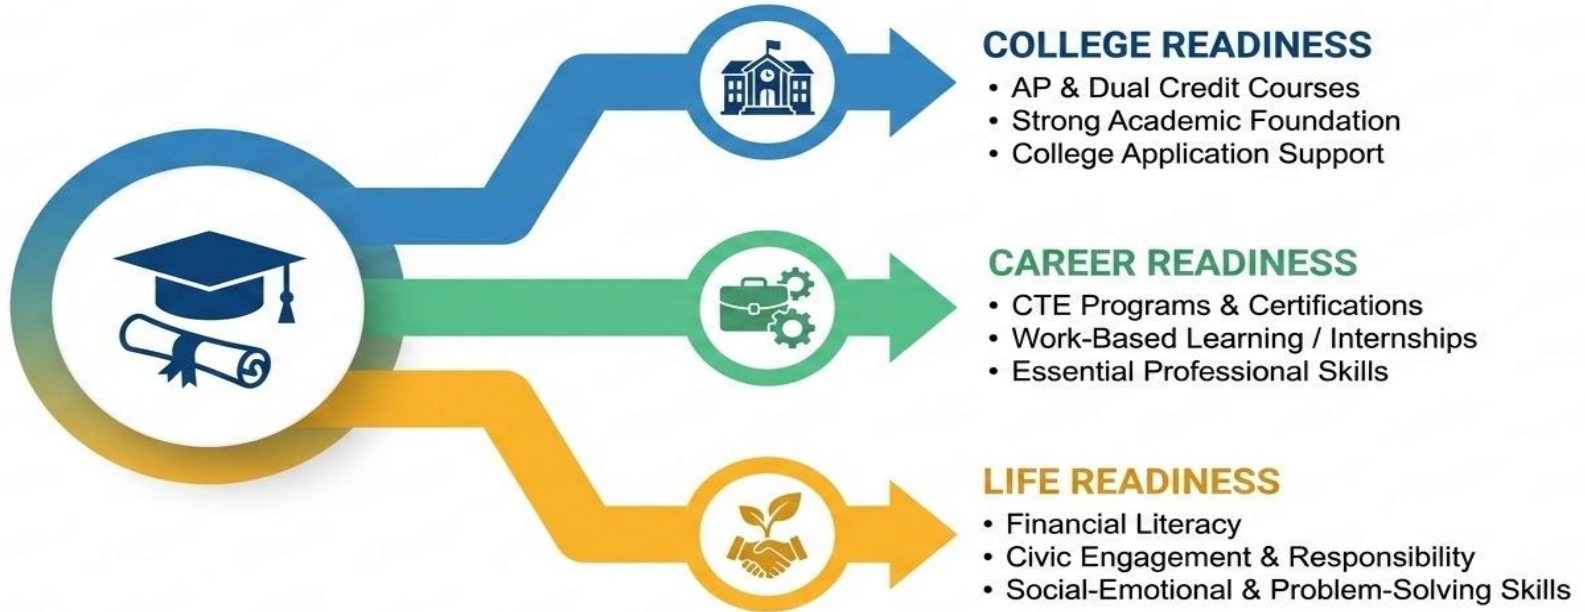 COLLEGE READINESS
• AP & Dual Credit Courses
• Strong Academic Foundation
• College Application Support
CAREER READINESS
• CTE Programs & Certifications
• Work-Based Learning / Internships
• Essential Professional Skills
LIFE READINESS
• Financial Literacy
• Civic Engagement & Responsibility
• Social-Emotional & Problem-Solving Skills